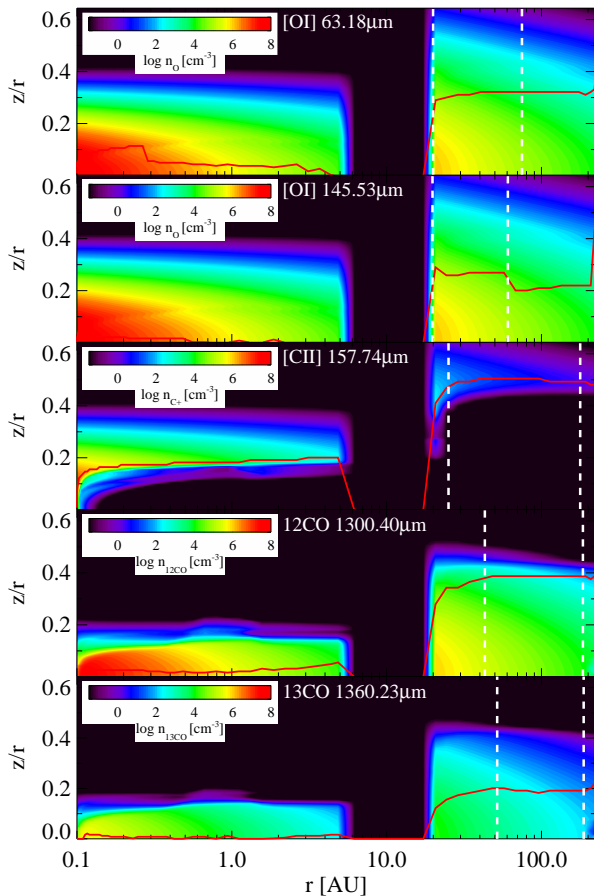 0.6
[OI] 63.18μm
0 2 4 6 8
log n_O [cm⁻³]
0.4
z/r
0.2
0.6
[OI] 145.53μm
0 2 4 6 8
log n_O [cm⁻³]
0.4
z/r
0.2
0.6
[CII] 157.74μm
0 2 4 6 8
log n_C+ [cm⁻³]
0.4
z/r
0.2
0.6
12CO 1300.40μm
0 2 4 6 8
log n_12CO [cm⁻³]
0.4
z/r
0.2
0.6
13CO 1360.23μm
0 2 4 6 8
log n_13CO [cm⁻³]
0.4
z/r
0.2
0.0
0.1 1.0 10.0 100.0
r [AU]